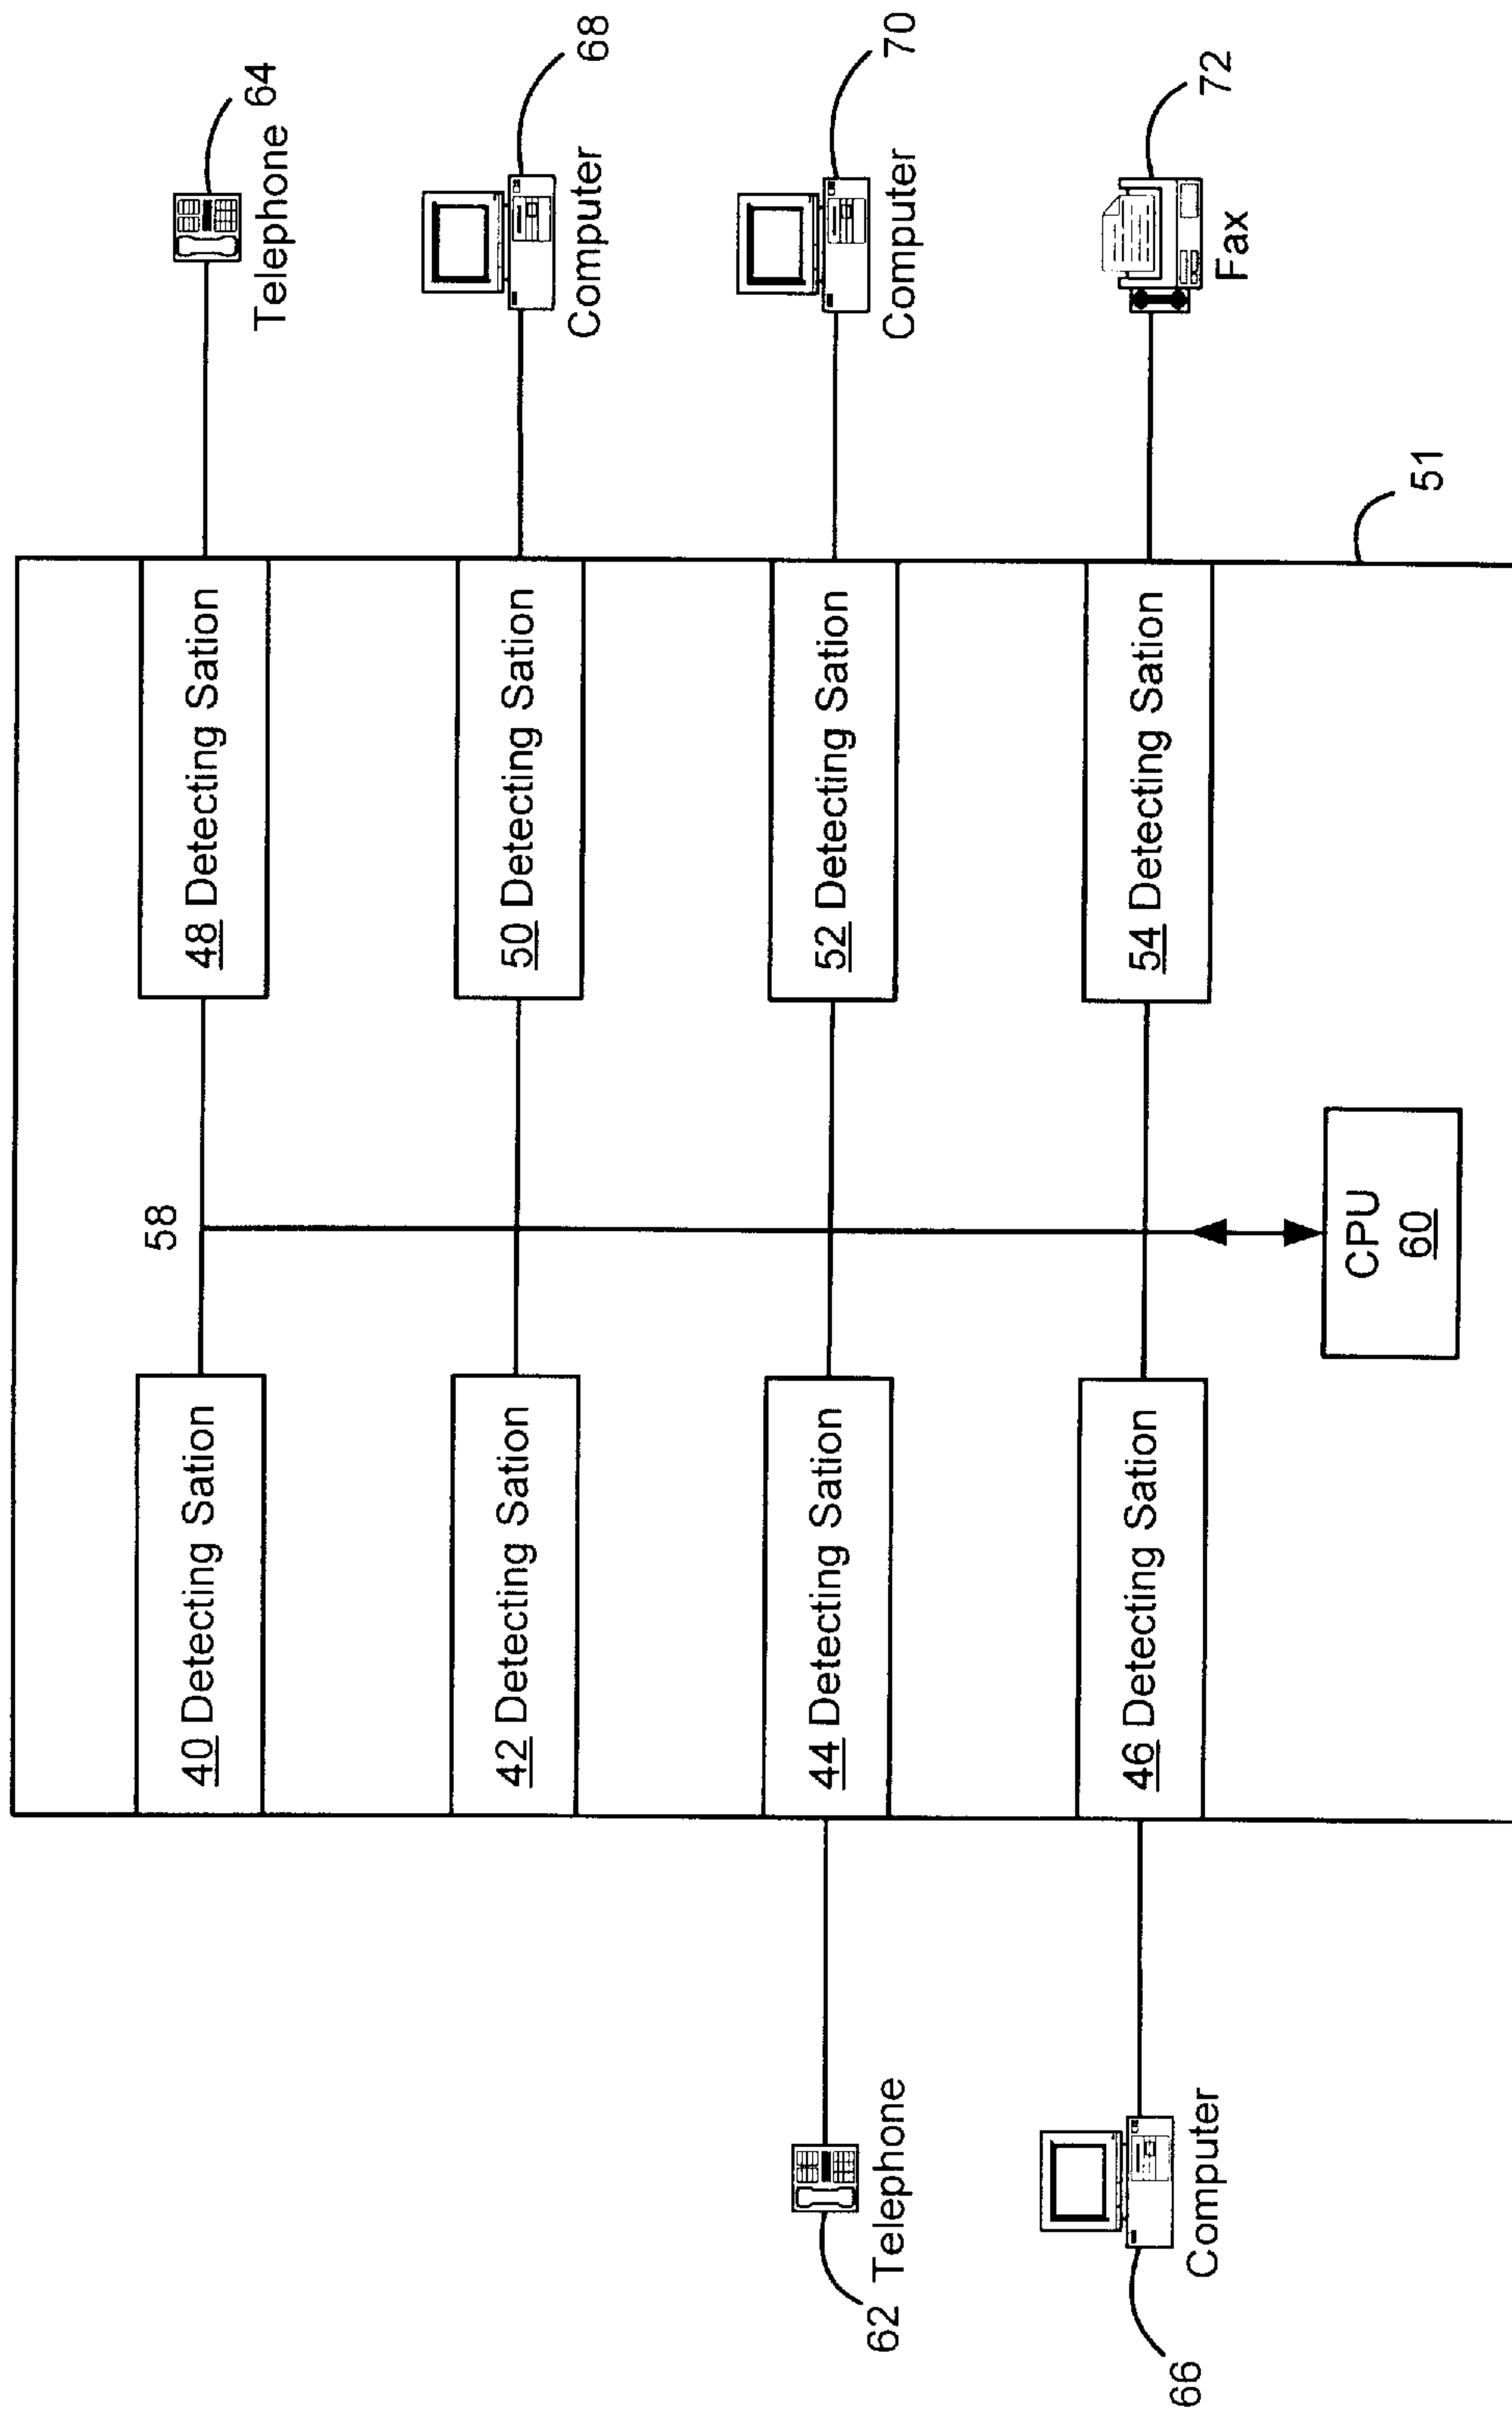 58
40 Detecting Sation
48 Detecting Sation
64
Telephone
42 Detecting Sation
50 Detecting Sation
68
Computer
62
Telephone
44 Detecting Sation
52 Detecting Sation
70
Computer
66
Computer
46 Detecting Sation
54 Detecting Sation
72
Fax
CPU
60
51